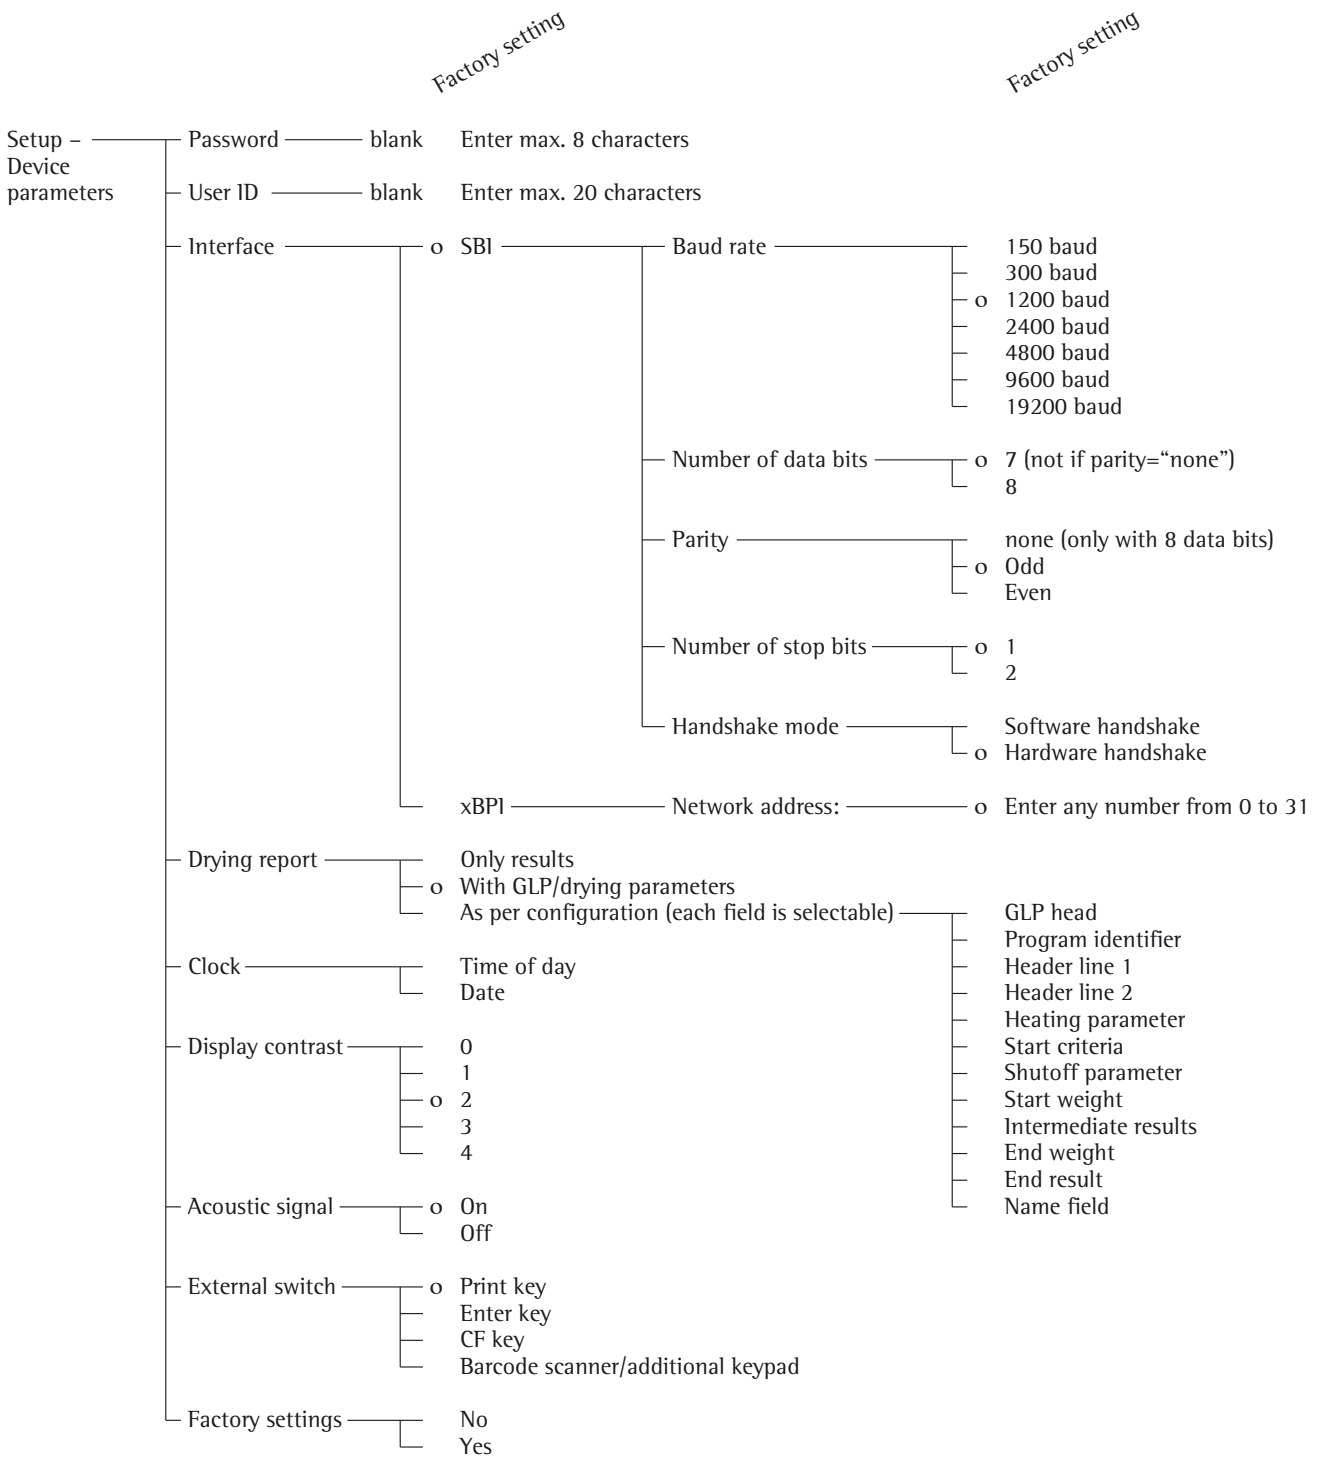 Factory setting Factory setting
Setup – Password blank Enter max. 8 characters
Device
parameters User ID blank Enter max. 20 characters
Interface o SBI Baud rate 150 baud
300 baud
o 1200 baud
2400 baud
4800 baud
9600 baud
19200 baud
Number of data bits o 7 (not if parity=“none”)
8
Parity none (only with 8 data bits)
o Odd
Even
Number of stop bits o 1
2
Handshake mode Software handshake
o Hardware handshake
xBPI Network address: o Enter any number from 0 to 31
Drying report Only results
o With GLP/drying parameters
As per configuration (each field is selectable) GLP head
Program identifier
Clock Time of day Header line 1
Date Header line 2
Heating parameter
Display contrast 0 Start criteria
1 Shutoff parameter
o 2 Start weight
3 Intermediate results
4 End weight
End result
Acoustic signal o On Name field
Off
External switch o Print key
Enter key
CF key
Barcode scanner/additional keypad
Factory settings No
Yes